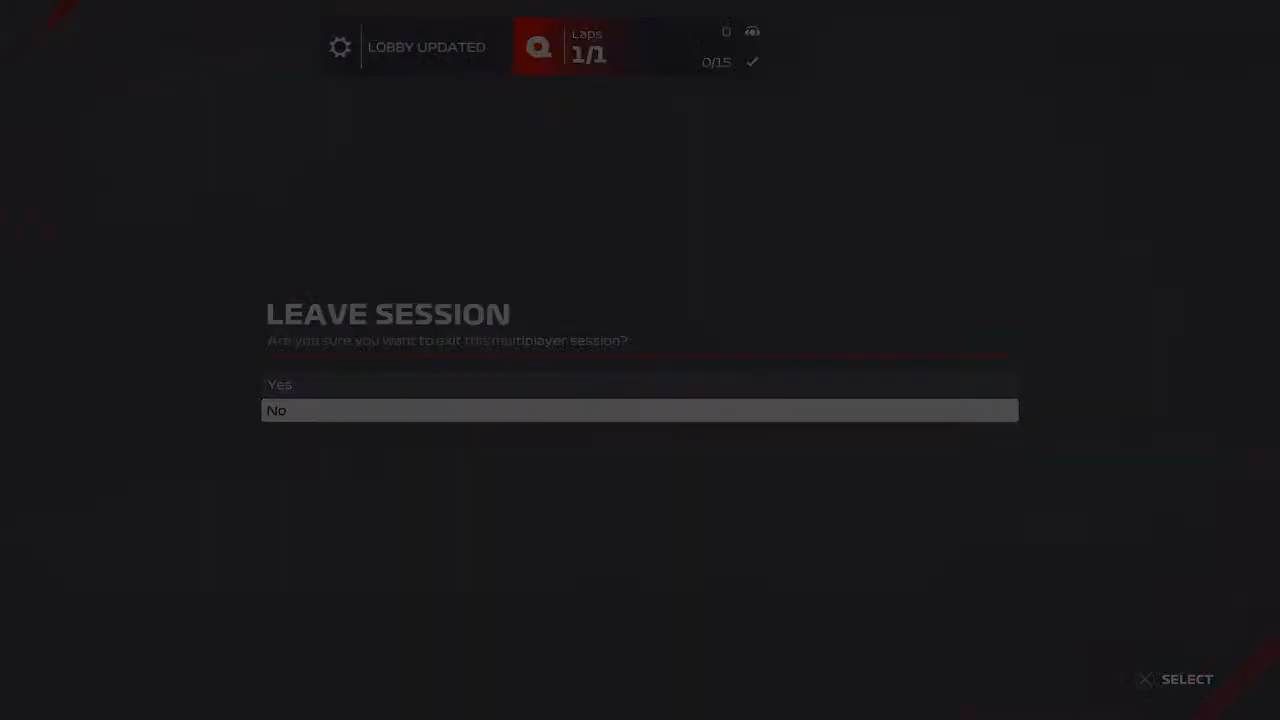 LOBBY UPDATED
Q
Laps
1/1
0
0/15
LEAVE SESSION
Are you sure you want to exit this multiplayer session?
Yes
No
SELECT